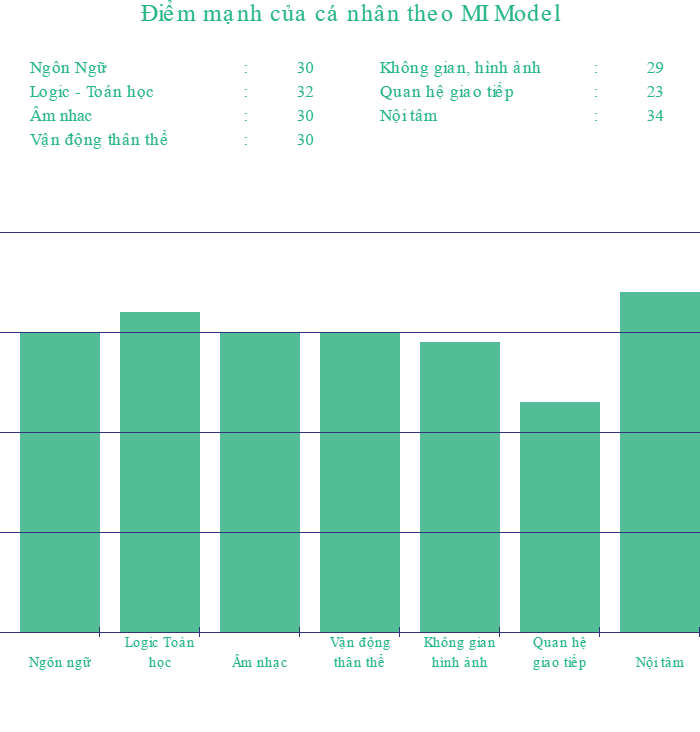 Điểm mạnh của cá nhân theo MI Model
Ngôn Ngữ : 30
Logic - Toán học : 32
Âm nhac : 30
Vận động thân thể : 30
Không gian, hình ảnh : 29
Quan hệ giao tiếp : 23
Nội tâm : 34
Ngôn ngữ
Logic Toán
học
Âm nhạc
Vận động
thân thể
Không gian
hình ảnh
Quan hệ
giao tiếp
Nội tâm